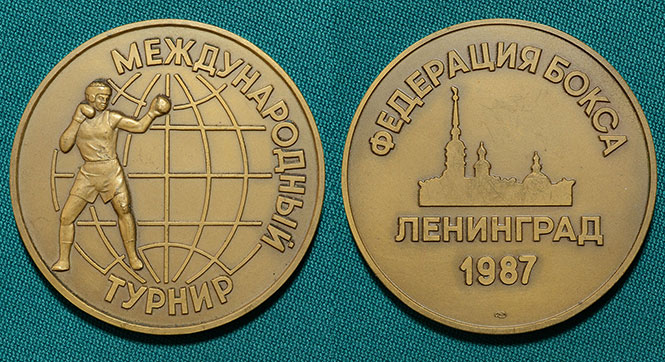 МЕЖДУНАРОДНЫЙ
ТУРНИР
ФЕДЕРАЦИЯ БОКСА
ЛЕНИНГРАД
1987